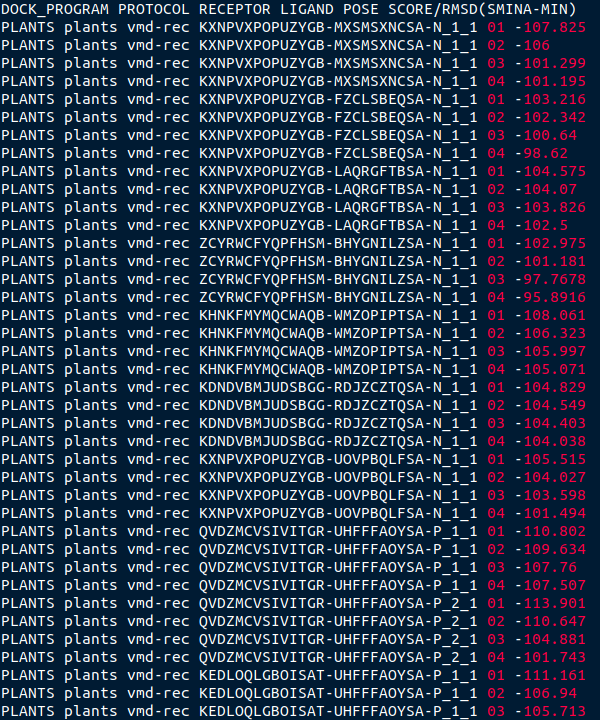 DOCK_PROGRAM PROTOCOL RECEPTOR LIGAND POSE SCORE/RMSD(SMINA-MIN)
PLANTS plants vmd-rec KXNPVXPOPUZYGB-MXSMSXNCSA-N_1_1 01 -107.825
PLANTS plants vmd-rec KXNPVXPOPUZYGB-MXSMSXNCSA-N_1_1 02 -106
PLANTS plants vmd-rec KXNPVXPOPUZYGB-MXSMSXNCSA-N_1_1 03 -101.299
PLANTS plants vmd-rec KXNPVXPOPUZYGB-MXSMSXNCSA-N_1_1 04 -101.195
PLANTS plants vmd-rec KXNPVXPOPUZYGB-FZCLSBEQSA-N_1_1 01 -103.216
PLANTS plants vmd-rec KXNPVXPOPUZYGB-FZCLSBEQSA-N_1_1 02 -102.342
PLANTS plants vmd-rec KXNPVXPOPUZYGB-FZCLSBEQSA-N_1_1 03 -100.64
PLANTS plants vmd-rec KXNPVXPOPUZYGB-FZCLSBEQSA-N_1_1 04 -98.62
PLANTS plants vmd-rec KXNPVXPOPUZYGB-LAQRGFTBSA-N_1_1 01 -104.575
PLANTS plants vmd-rec KXNPVXPOPUZYGB-LAQRGFTBSA-N_1_1 02 -104.07
PLANTS plants vmd-rec KXNPVXPOPUZYGB-LAQRGFTBSA-N_1_1 03 -103.826
PLANTS plants vmd-rec KXNPVXPOPUZYGB-LAQRGFTBSA-N_1_1 04 -102.5
PLANTS plants vmd-rec ZCYRWCFYQPFHSM-BHYGNILZSA-N_1_1 01 -102.975
PLANTS plants vmd-rec ZCYRWCFYQPFHSM-BHYGNILZSA-N_1_1 02 -101.181
PLANTS plants vmd-rec ZCYRWCFYQPFHSM-BHYGNILZSA-N_1_1 03 -97.7678
PLANTS plants vmd-rec ZCYRWCFYQPFHSM-BHYGNILZSA-N_1_1 04 -95.8916
PLANTS plants vmd-rec KHNKFMYMQCWAQB-WMZOPIPTSA-N_1_1 01 -108.061
PLANTS plants vmd-rec KHNKFMYMQCWAQB-WMZOPIPTSA-N_1_1 02 -106.323
PLANTS plants vmd-rec KHNKFMYMQCWAQB-WMZOPIPTSA-N_1_1 03 -105.997
PLANTS plants vmd-rec KHNKFMYMQCWAQB-WMZOPIPTSA-N_1_1 04 -105.071
PLANTS plants vmd-rec KDNDVBMJUDSBGG-RDJZCZTQSA-N_1_1 01 -104.829
PLANTS plants vmd-rec KDNDVBMJUDSBGG-RDJZCZTQSA-N_1_1 02 -104.549
PLANTS plants vmd-rec KDNDVBMJUDSBGG-RDJZCZTQSA-N_1_1 03 -104.403
PLANTS plants vmd-rec KDNDVBMJUDSBGG-RDJZCZTQSA-N_1_1 04 -104.038
PLANTS plants vmd-rec KXNPVXPOPUZYGB-UOVPBQLFSA-N_1_1 01 -105.515
PLANTS plants vmd-rec KXNPVXPOPUZYGB-UOVPBQLFSA-N_1_1 02 -104.027
PLANTS plants vmd-rec KXNPVXPOPUZYGB-UOVPBQLFSA-N_1_1 03 -103.598
PLANTS plants vmd-rec KXNPVXPOPUZYGB-UOVPBQLFSA-N_1_1 04 -101.494
PLANTS plants vmd-rec QVDZMCVSIVITGR-UHFFFAOYSA-P_1_1 01 -110.802
PLANTS plants vmd-rec QVDZMCVSIVITGR-UHFFFAOYSA-P_1_1 02 -109.634
PLANTS plants vmd-rec QVDZMCVSIVITGR-UHFFFAOYSA-P_1_1 03 -107.76
PLANTS plants vmd-rec QVDZMCVSIVITGR-UHFFFAOYSA-P_1_1 04 -107.507
PLANTS plants vmd-rec QVDZMCVSIVITGR-UHFFFAOYSA-P_2_1 01 -113.901
PLANTS plants vmd-rec QVDZMCVSIVITGR-UHFFFAOYSA-P_2_1 02 -110.647
PLANTS plants vmd-rec QVDZMCVSIVITGR-UHFFFAOYSA-P_2_1 03 -104.881
PLANTS plants vmd-rec QVDZMCVSIVITGR-UHFFFAOYSA-P_2_1 04 -101.743
PLANTS plants vmd-rec KEDLOQLGBOISAT-UHFFFAOYSA-P_1_1 01 -111.161
PLANTS plants vmd-rec KEDLOQLGBOISAT-UHFFFAOYSA-P_1_1 02 -106.94
PLANTS plants vmd-rec KEDLOQLGBOISAT-UHFFFAOYSA-P_1_1 03 -105.713